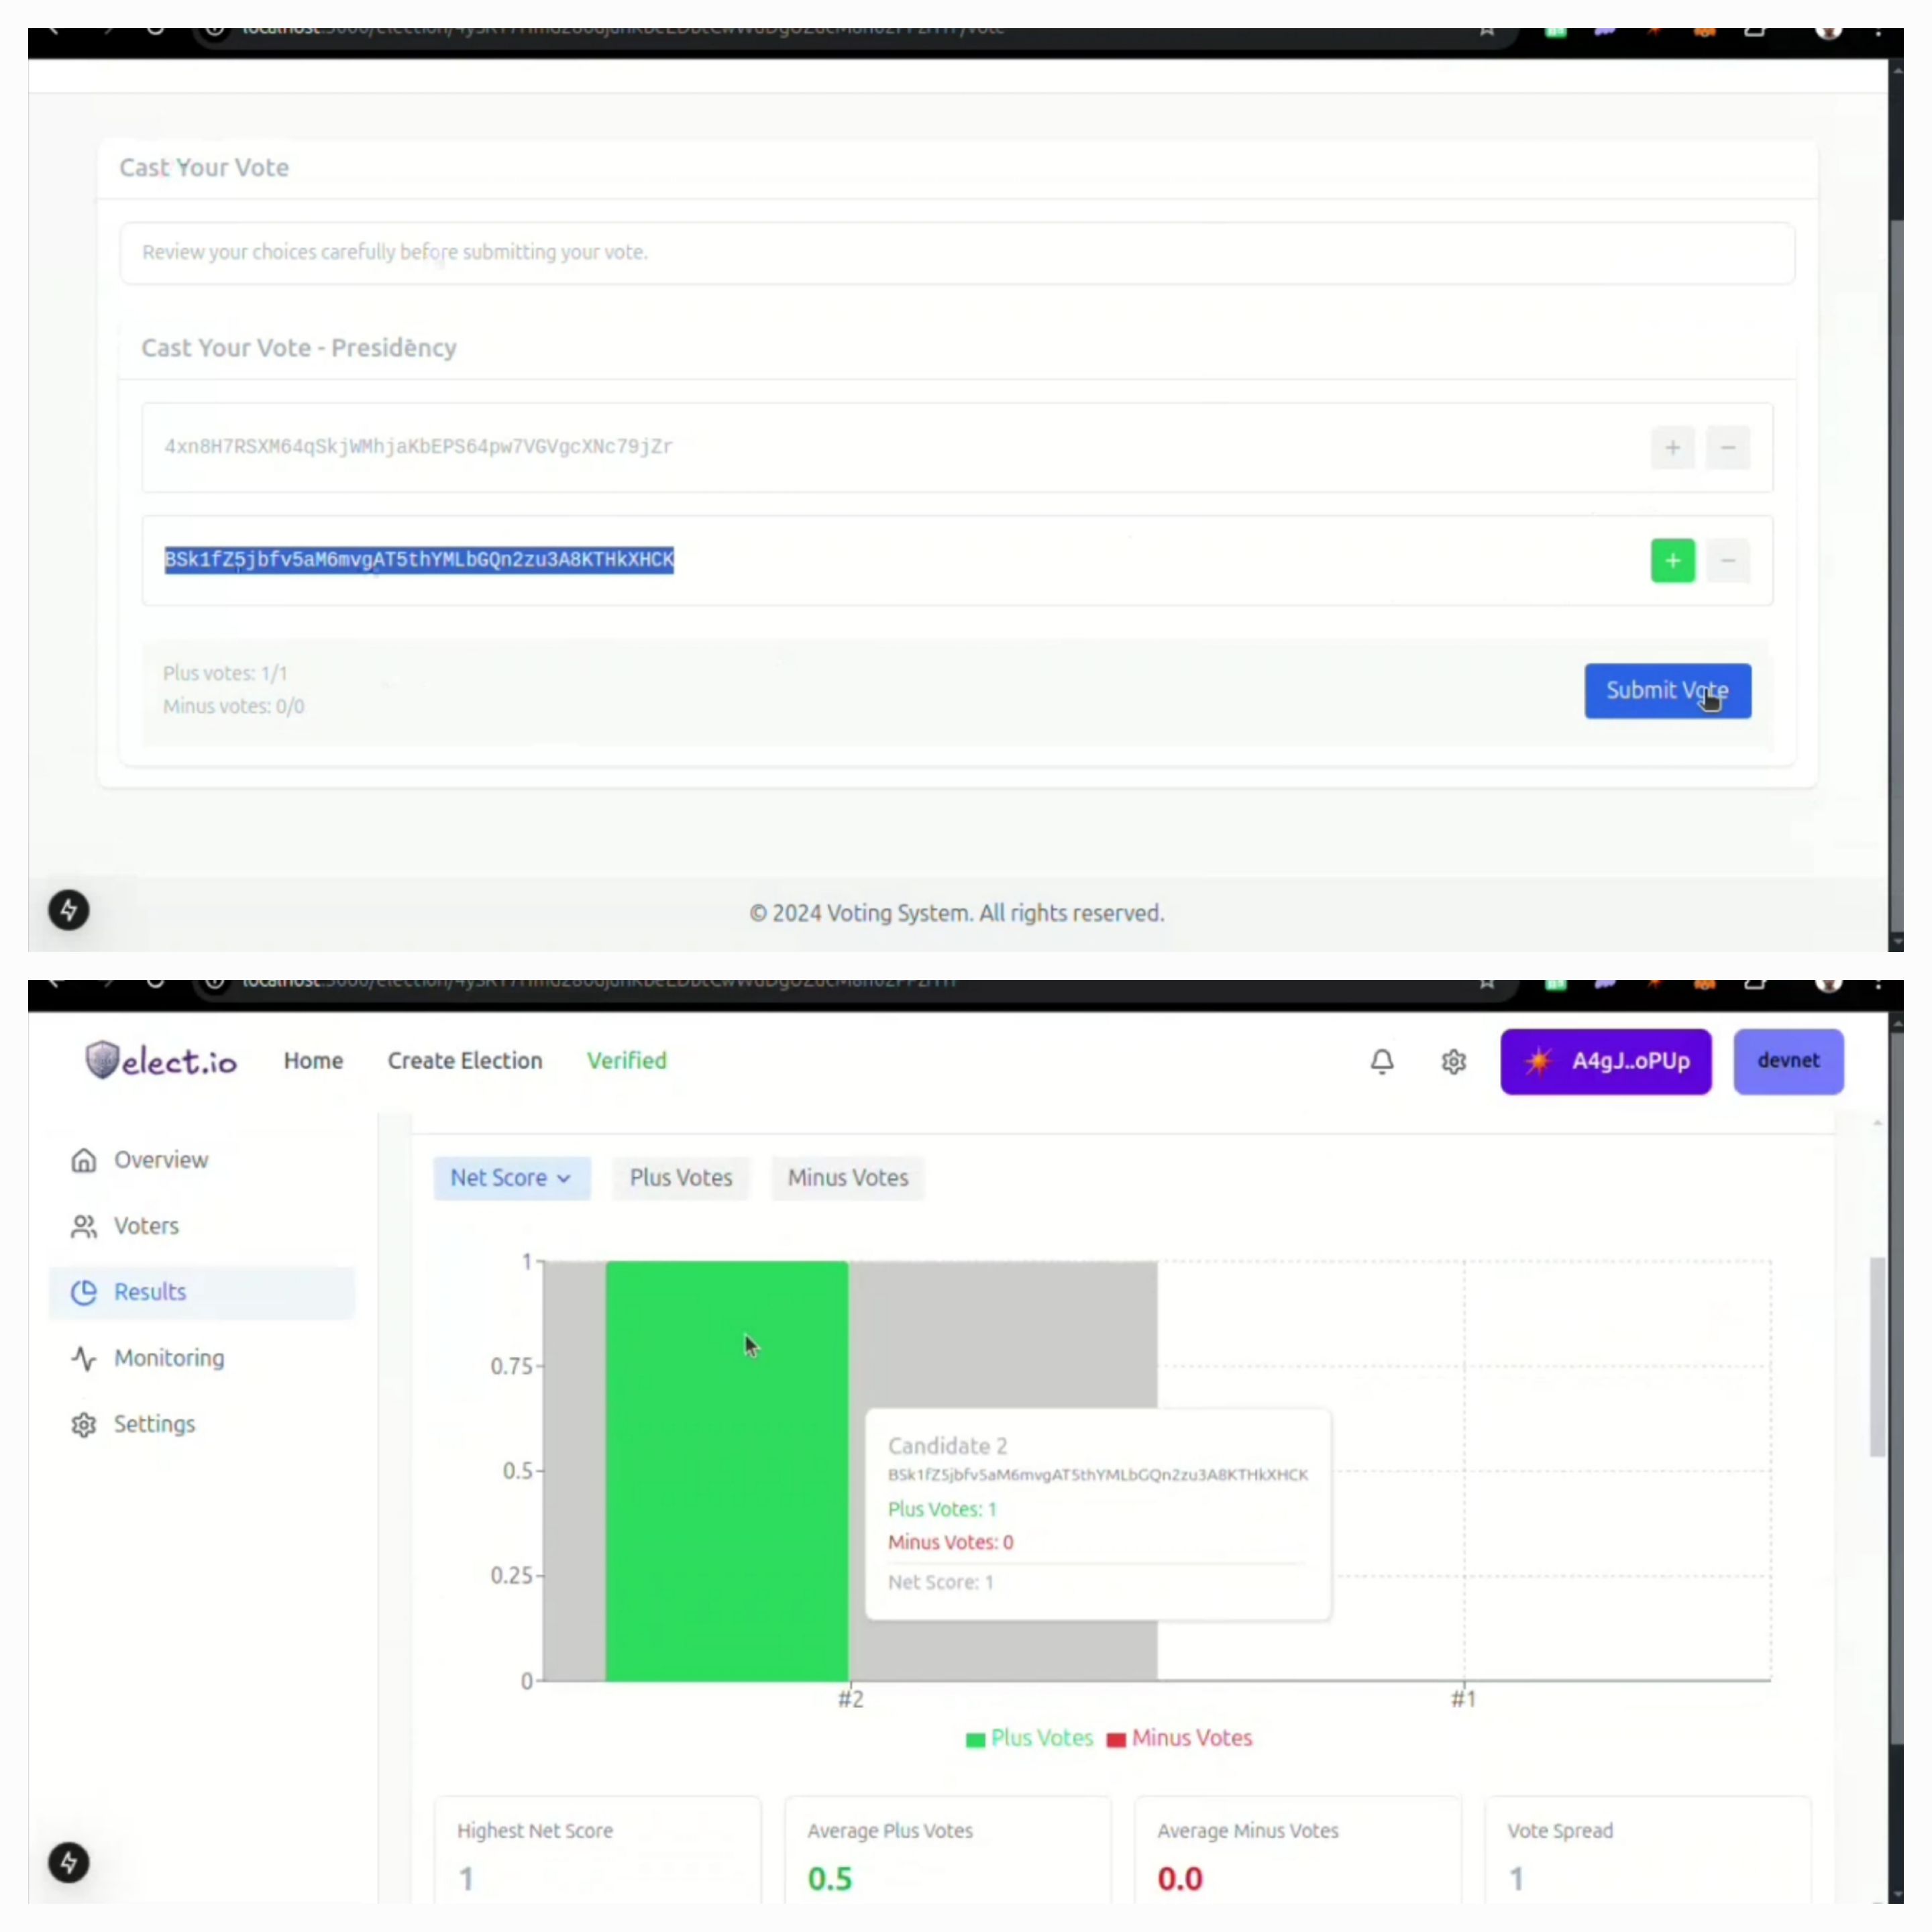 Cast Your Vote
Review your choices carefully before submitting your vote.
Cast Your Vote - Presidency
4xn8H7RSXM64qSkjWMhjaKbEPS64pw7VGVgcXNc79jZr
+ −
BSk1fZ5jbfv5aM6mvgAT5thYMLbGQn2zu3A8KTHkXHCK
+ −
Plus votes: 1/1
Minus votes: 0/0
Submit Vote
© 2024 Voting System. All rights reserved.
elect.io Home Create Election Verified A4gJ..oPUp devnet
Overview
Voters
Results
Monitoring
Settings
Net Score Plus Votes Minus Votes
1
0.75
0.5
0.25
0
Candidate 2
BSk1fZ5jbfv5aM6mvgAT5thYMLbGQn2zu3A8KTHkXHCK
Plus Votes: 1
Minus Votes: 0
Net Score: 1
#2 #1
Plus Votes Minus Votes
Highest Net Score
1
Average Plus Votes
0.5
Average Minus Votes
0.0
Vote Spread
1